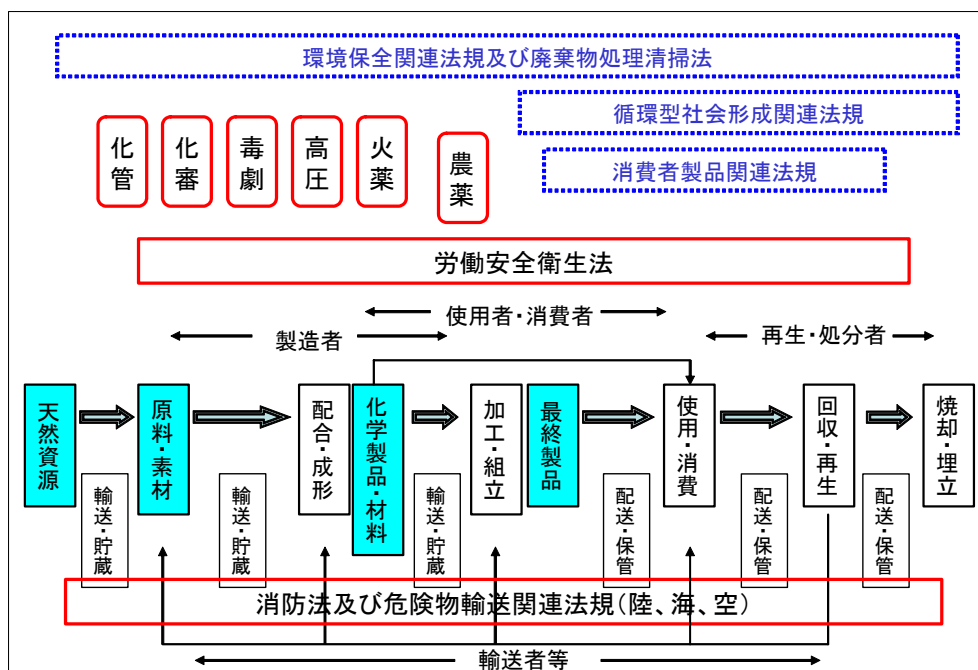 環境保全関連法規及び廃棄物処理清掃法
循環型社会形成関連法規
消費者製品関連法規
化管
化審
毒劇
高圧
火薬
農薬
労働安全衛生法
使用者・消費者
製造者
再生・処分者
天然資源
原料・素材
配合・成形
化学製品・材料
加工・組立
最終製品
使用・消費
回収・再生
焼却・埋立
輸送・貯蔵
輸送・貯蔵
輸送・貯蔵
配送・保管
配送・保管
配送・保管
消防法及び危険物輸送関連法規(陸、海、空)
輸送者等